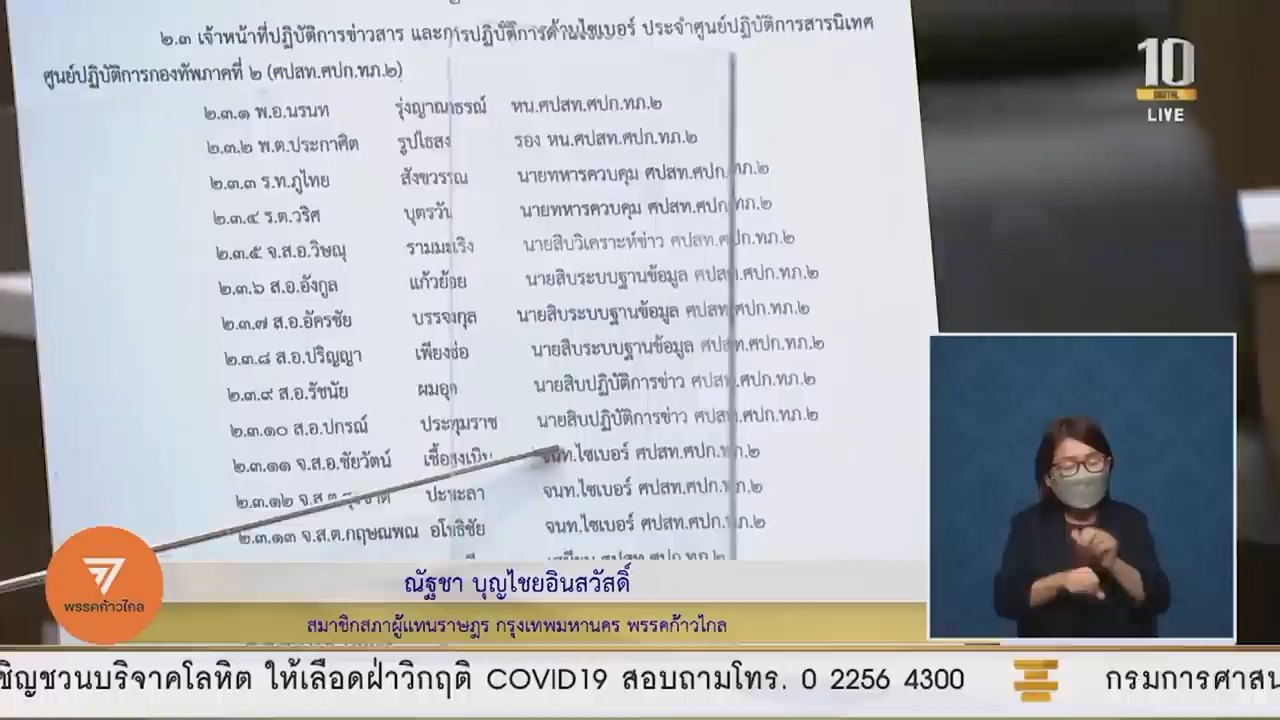 ๒.๓ เจ้าหน้าที่ปฏิบัติการข่าวสาร และการปฏิบัติการด้านไซเบอร์ ประจำศูนย์ปฏิบัติการสารนิเทศ
ศูนย์ปฏิบัติการกองทัพภาคที่ ๒ (ศปสท.ศปก.ทภ.๒)
๒.๓.๑ พ.อ.นรนท รุ่งญาณาธรณ์ หน.ศปสท.ศปก.ทภ.๒
๒.๓.๒ พ.ต.ประกาศิต รูปไธสง รอง หน.ศปสท.ศปก.ทภ.๒
๒.๓.๓ ร.ท.ภูไทย สังขวรรณ นายทหารควบคุม ศปสท.ศปก.ทภ.๒
๒.๓.๔ ร.ต.วริศ บุตรวัน นายทหารควบคุม ศปสท.ศปก.ทภ.๒
๒.๓.๕ จ.ส.อ.วิษณุ รามมะเริง นายสิบวิเคราะห์ข่าว ศปสท.ศปก.ทภ.๒
๒.๓.๖ ส.อ.อังกูล แก้วย้อย นายสิบระบบฐานข้อมูล ศปสท.ศปก.ทภ.๒
๒.๓.๗ ส.อ.อัครชัย บรรจงกุล นายสิบระบบฐานข้อมูล ศปสท.ศปก.ทภ.๒
๒.๓.๘ ส.อ.ปริญญา เพียงช่อ นายสิบระบบฐานข้อมูล ศปสท.ศปก.ทภ.๒
๒.๓.๙ ส.อ.รัชนัย ผมอุด นายสิบปฏิบัติการข่าว ศปสท.ศปก.ทภ.๒
๒.๓.๑๐ ส.อ.ปกรณ์ ประทุมราช นายสิบปฏิบัติการข่าว ศปสท.ศปก.ทภ.๒
๒.๓.๑๑ จ.ส.อ.ชัยวัตน์ เชื้อสูงเนิน จนท.ไซเบอร์ ศปสท.ศปก.ทภ.๒
๒.๓.๑๒ ปะพะลา จนท.ไซเบอร์ ศปสท.ศปก.ทภ.๒
๒.๓.๑๓ จ.ส.ต.กฤษณพณ อโพธิชัย จนท.ไซเบอร์ ศปสท.ศปก.ทภ.๒
10
DIGITAL
LIVE
พรรคก้าวไกล
ณัฐชา บุญไชยอินสวัสดิ์
สมาชิกสภาผู้แทนราษฎร กรุงเทพมหานคร พรรคก้าวไกล
ชิญชวนบริจาคโลหิต ให้เลือดฝ่าวิกฤติ COVID19 สอบถามโทร. 0 2256 4300 กรมการศาสน